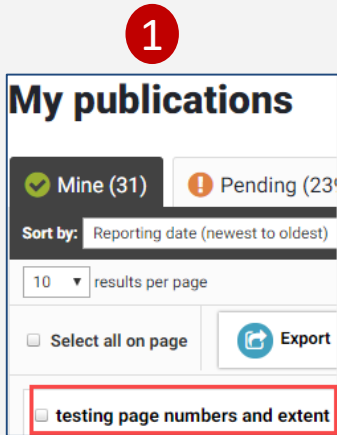 1
My publications
Mine (31)
Pending (239
Sort by: Reporting date (newest to oldest)
10 results per page
Select all on page
Export
testing page numbers and extent